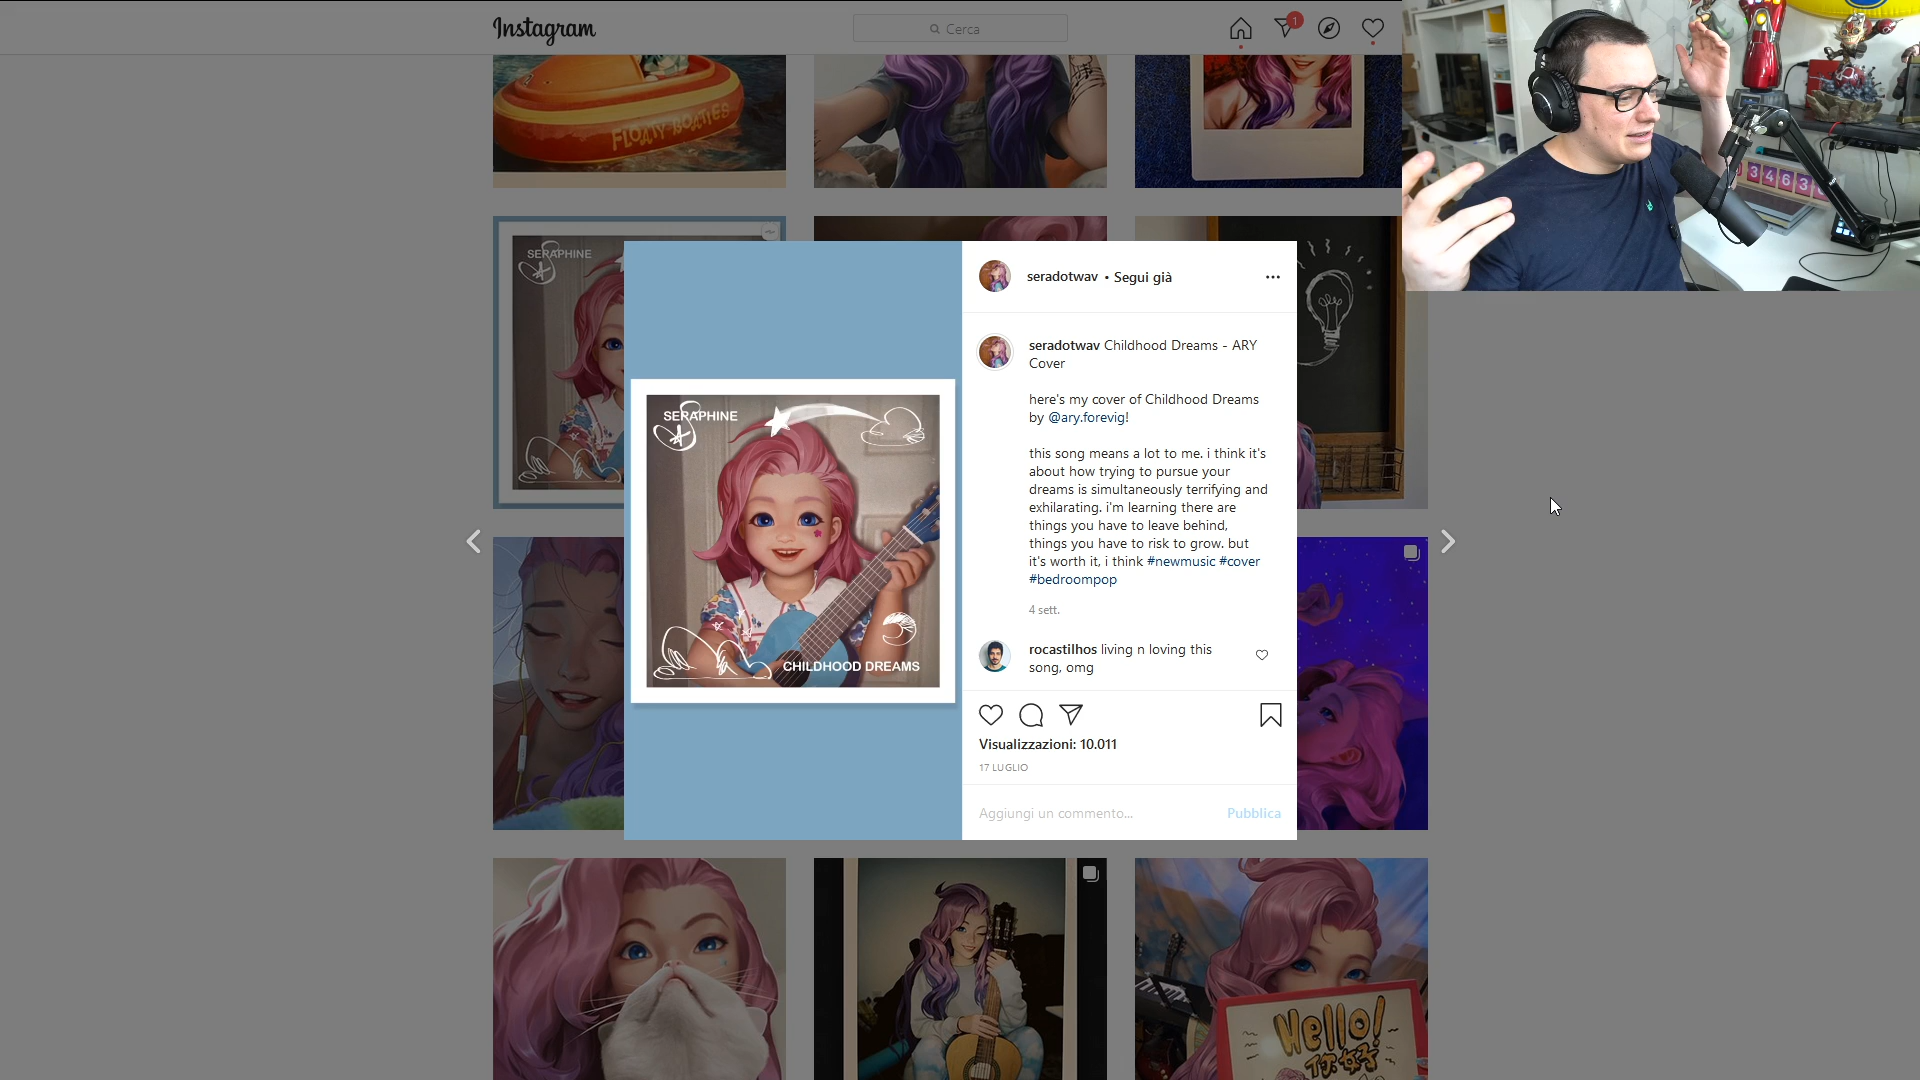 Instagram
Cerca
1
FLOATY BOATIES
SERAPHINE
34636
seradotwav • Segui già
seradotwav Childhood Dreams - ARY
Cover
here's my cover of Childhood Dreams
by @ary.forevig!
this song means a lot to me. i think it's
about how trying to pursue your
dreams is simultaneously terrifying and
exhilarating. i'm learning there are
things you have to leave behind,
things you have to risk to grow. but
it's worth it, i think #newmusic #cover
#bedroompop
4 sett.
rocastilhos living n loving this
song, omg
Visualizzazioni: 10.011
17 LUGLIO
Aggiungi un commento...
Pubblica
SERAPHINE
CHILDHOOD DREAMS
Hello!
你好